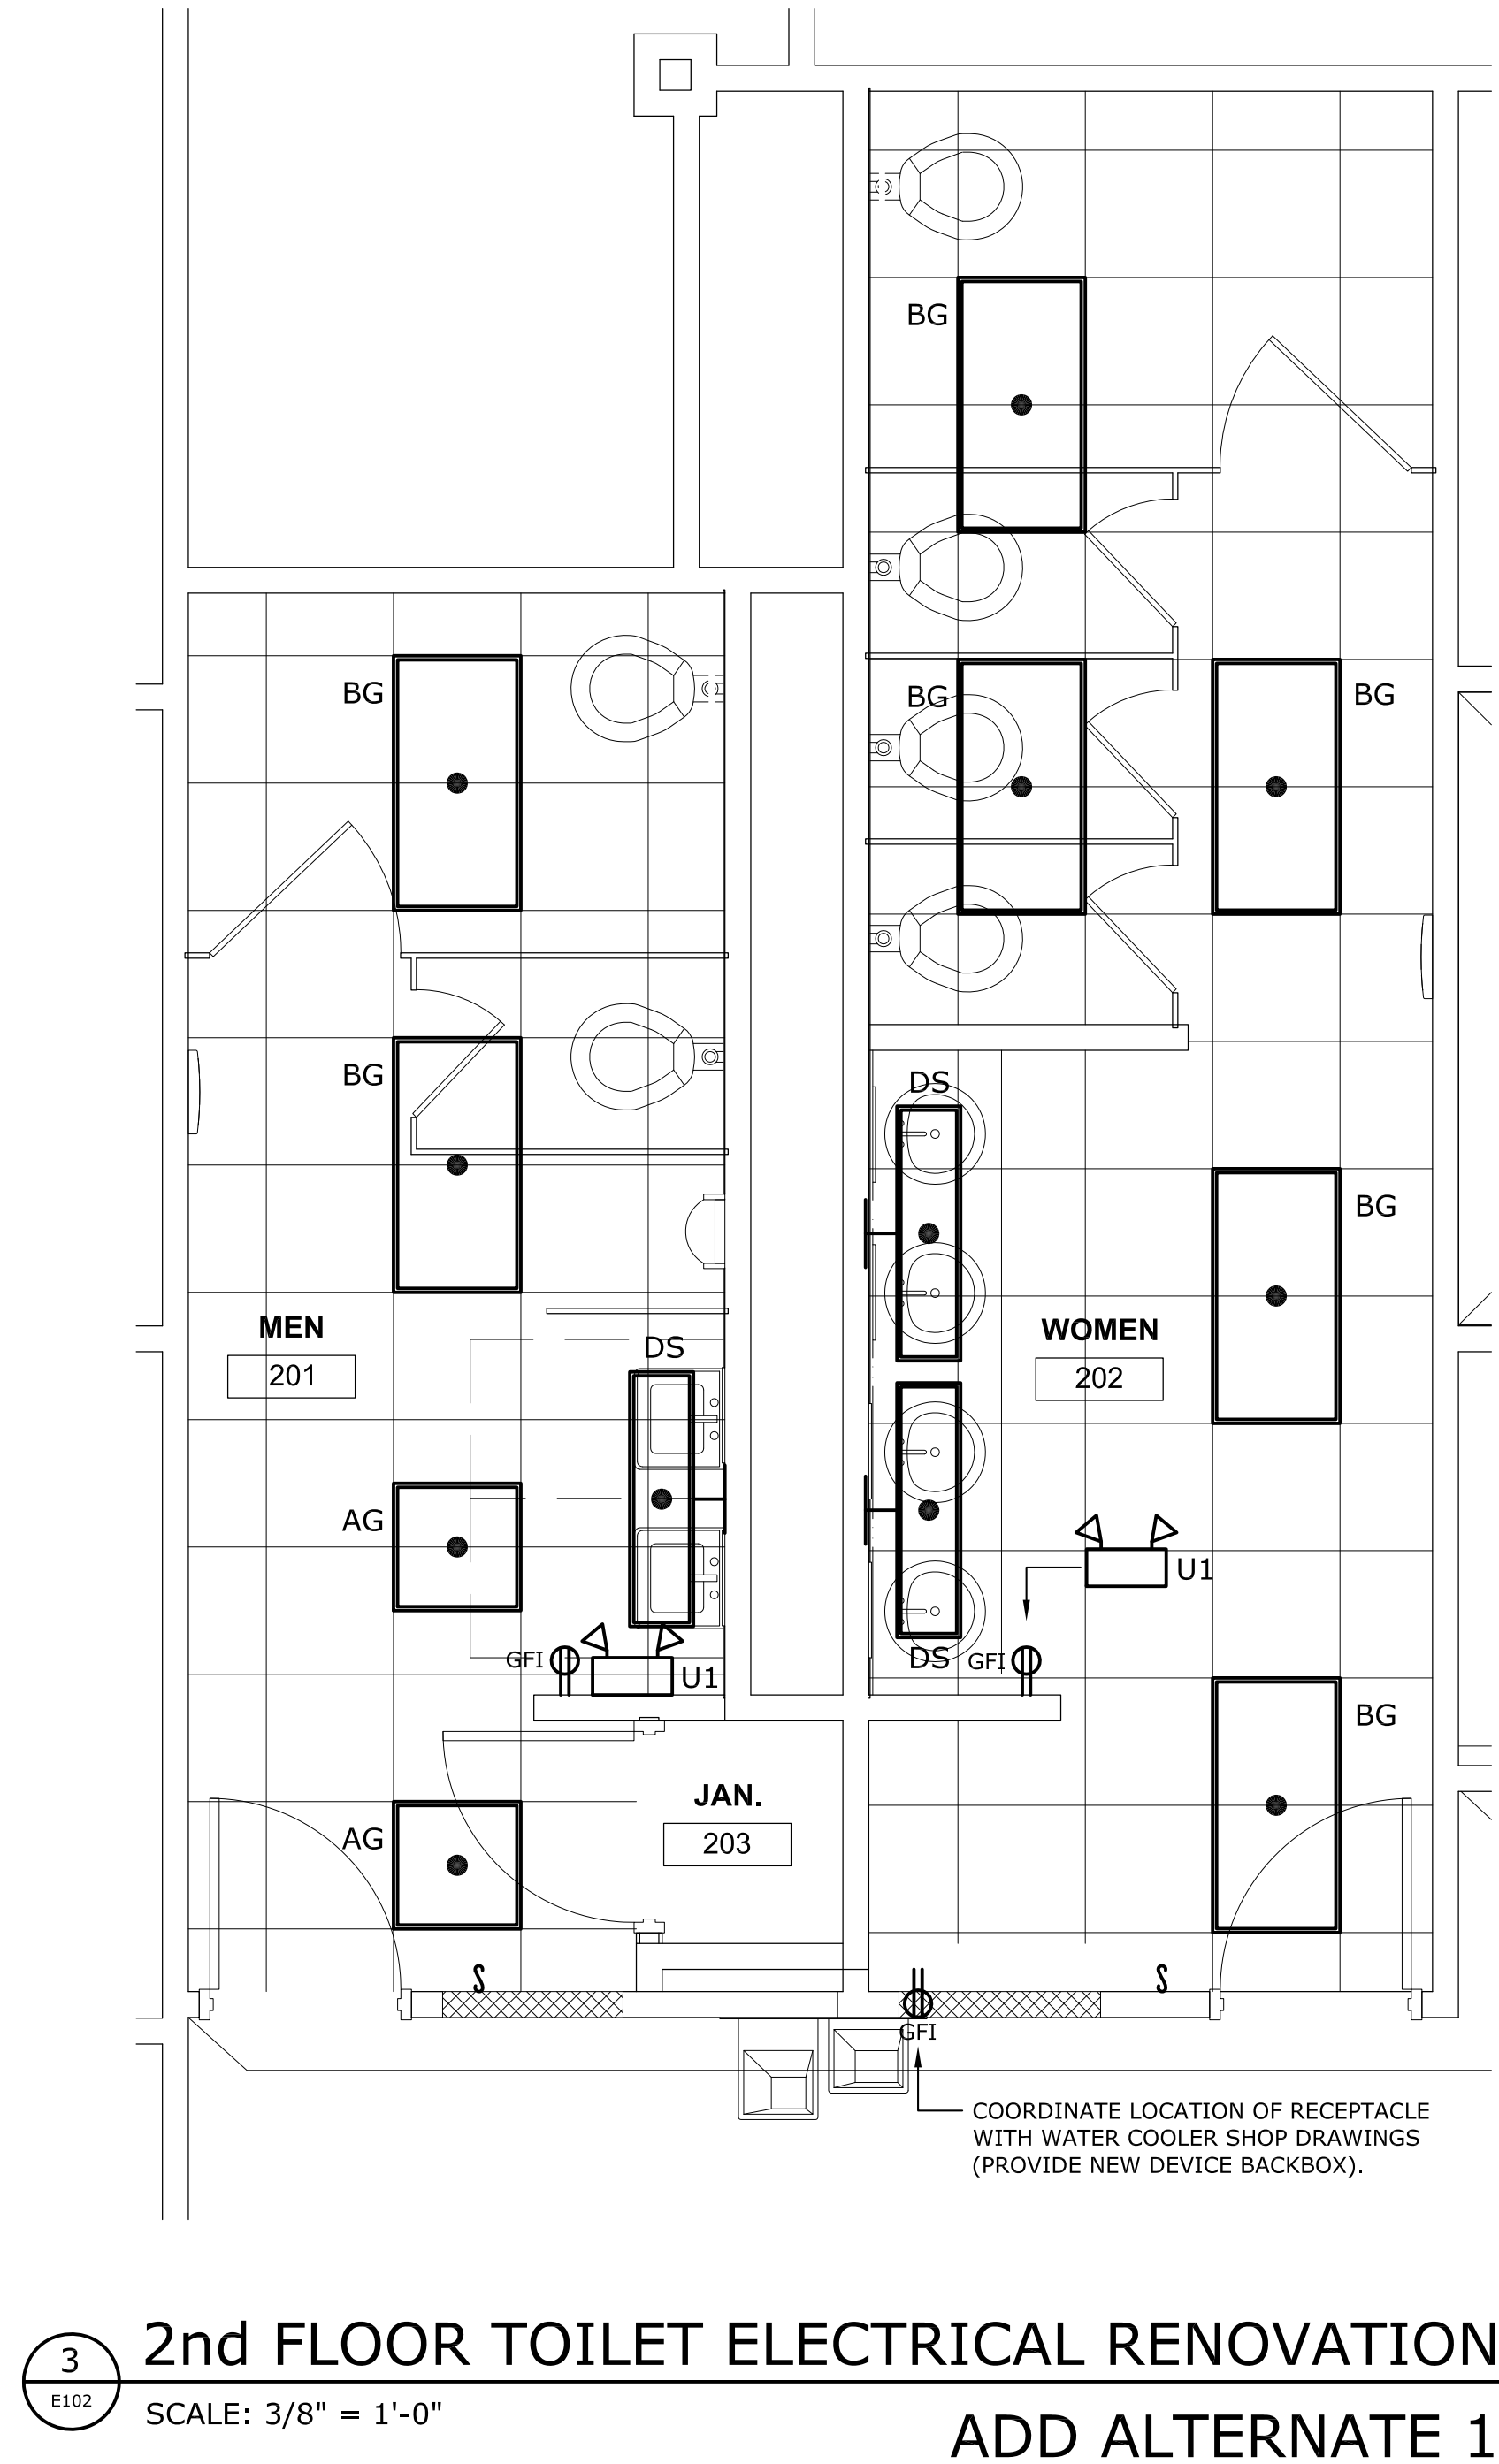 BG
BG
BG
BG
BG
BG
DS
BG
MEN
201
DS
WOMEN
202
AG
U1
GFI
U1
DS
GFI
BG
JAN.
203
AG
S
S
GFI
COORDINATE LOCATION OF RECEPTACLE
WITH WATER COOLER SHOP DRAWINGS
(PROVIDE NEW DEVICE BACKBOX).
3
E102
2nd FLOOR TOILET ELECTRICAL RENOVATION
SCALE: 3/8" = 1'-0"
ADD ALTERNATE 1